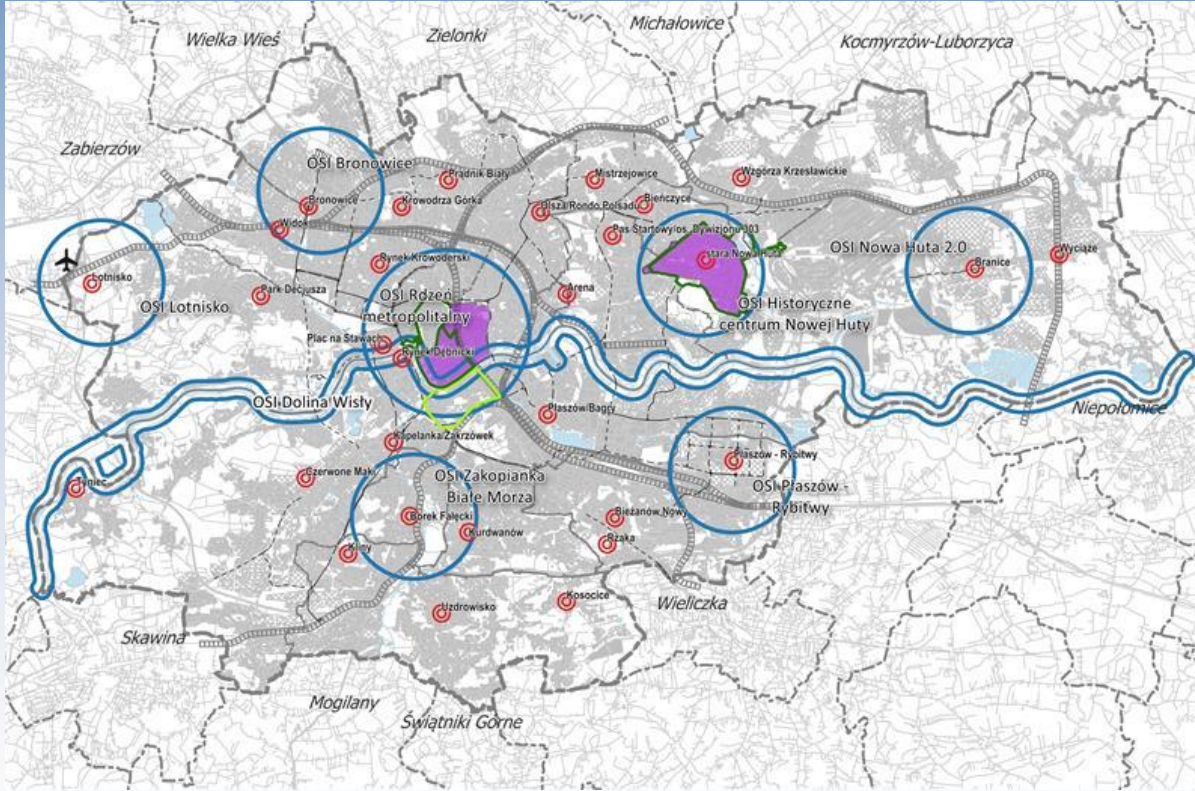 Michałowice
Wielka Wieś
Zielonki
Kocmyrzów-Luborzyca
Zabierzów
OSI Bronowice
Prądnik Biały
Mistrzejowice
Wzgórza Krzesławickie
Bronowice
Krowodrza Górka
Olsza/Rondo Polsadu
Bieńczyce
Widok
Pas Startowy/os. Dywizjonu 303
OSI Nowa Huta 2.0
Wyciąże
stara Nowa Huta
Rynek Krowoderski
Branice
Lotnisko
Park Decjusza
OSI Rdzeń
metropolitalny
Arena
OSI Lotnisko
OSI Historyczne
centrum Nowej Huty
Plac na Stawach
Rynek Dębnicki
OSI Dolina Wisły
Niepołomice
Płaszów Bagry
Kapelanka/Zakrzówek
Płaszów - Rybitwy
Czerwone Maki
OSI Zakopianka
Białe Morza
OSI Płaszów -
Rybitwy
Tyniec
Borek Fałęcki
Bieżanów Nowy
Kurdwanów
Rżąka
Kliny
Kosocice
Wieliczka
Uzdrowisko
Skawina
Mogilany
Świątniki Górne